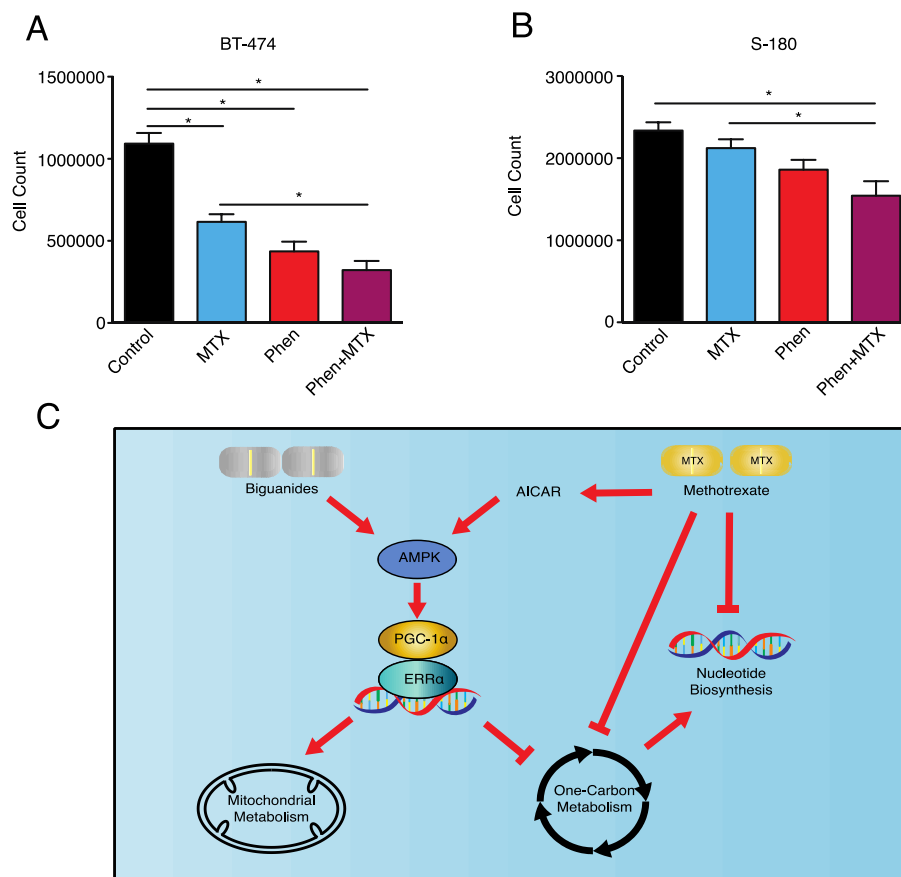 A
BT-474
Cell Count
1500000
1000000
500000
0
*
*
*
*
Control
MTX
Phen
Phen+MTX
B
S-180
Cell Count
3000000
2000000
1000000
0
*
*
Control
MTX
Phen
Phen+MTX
C
Biguanides
AICAR
MTX MTX
Methotrexate
AMPK
PGC-1α
ERRα
Nucleotide
Biosynthesis
Mitochondrial
Metabolism
One-Carbon
Metabolism